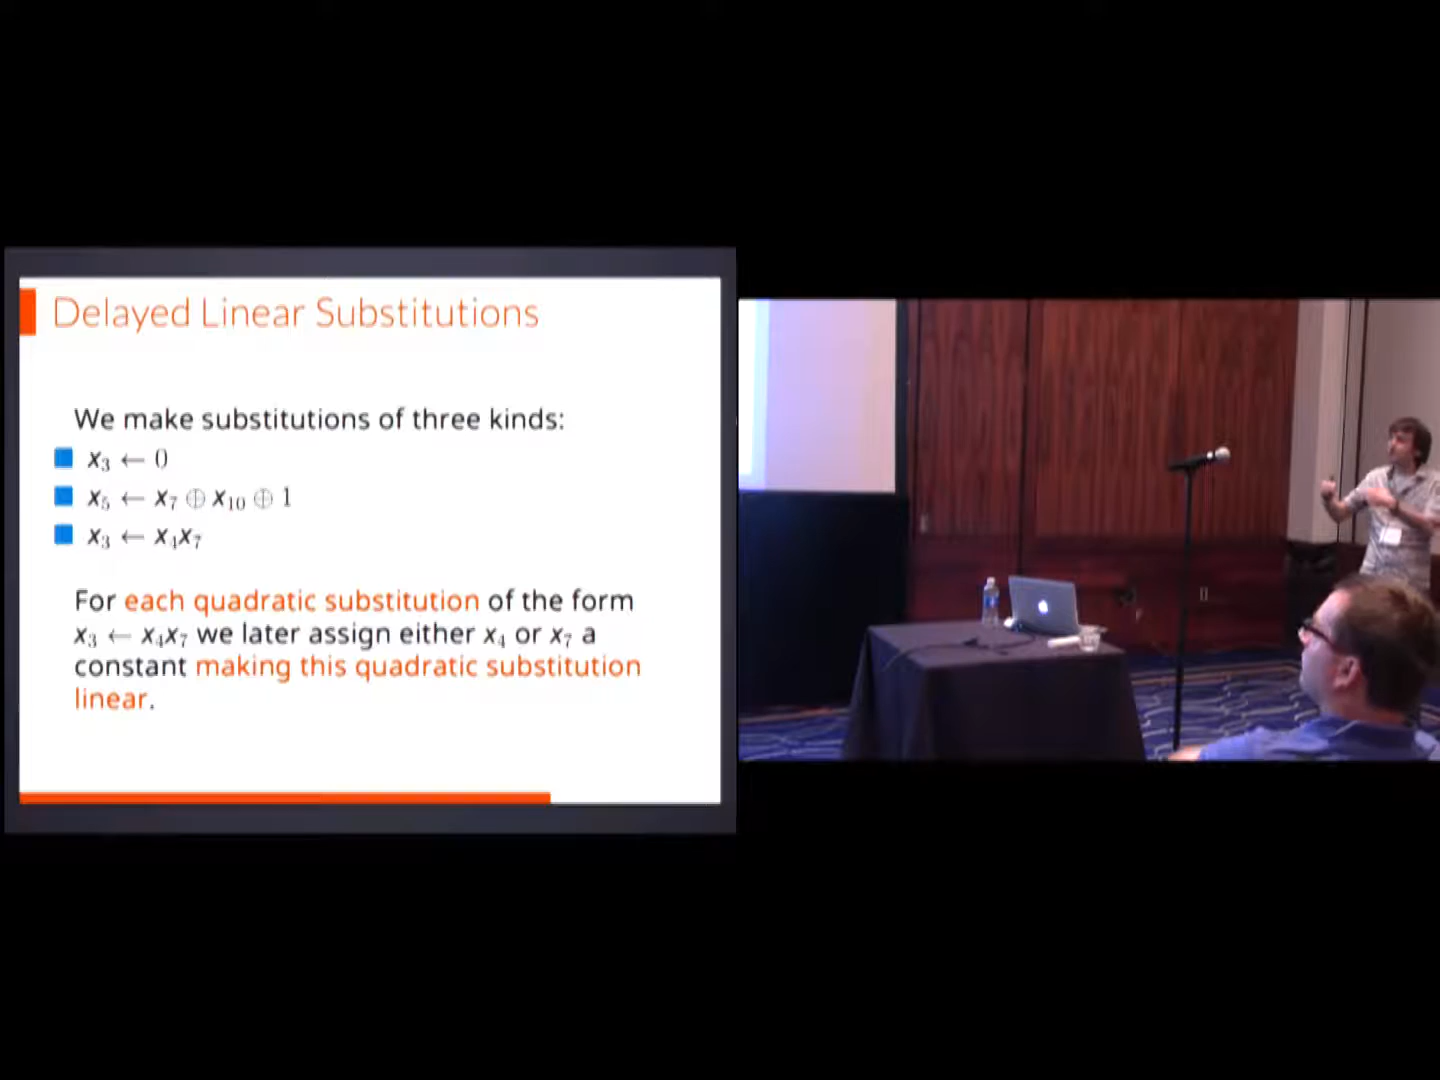 Delayed Linear Substitutions
We make substitutions of three kinds:
x₃ ← 0
x₅ ← x₇ ⊕ x₁₀ ⊕ 1
x₃ ← x₄x₇
For each quadratic substitution of the form
x₃ ← x₄x₇ we later assign either x₄ or x₇ a
constant making this quadratic substitution
linear.